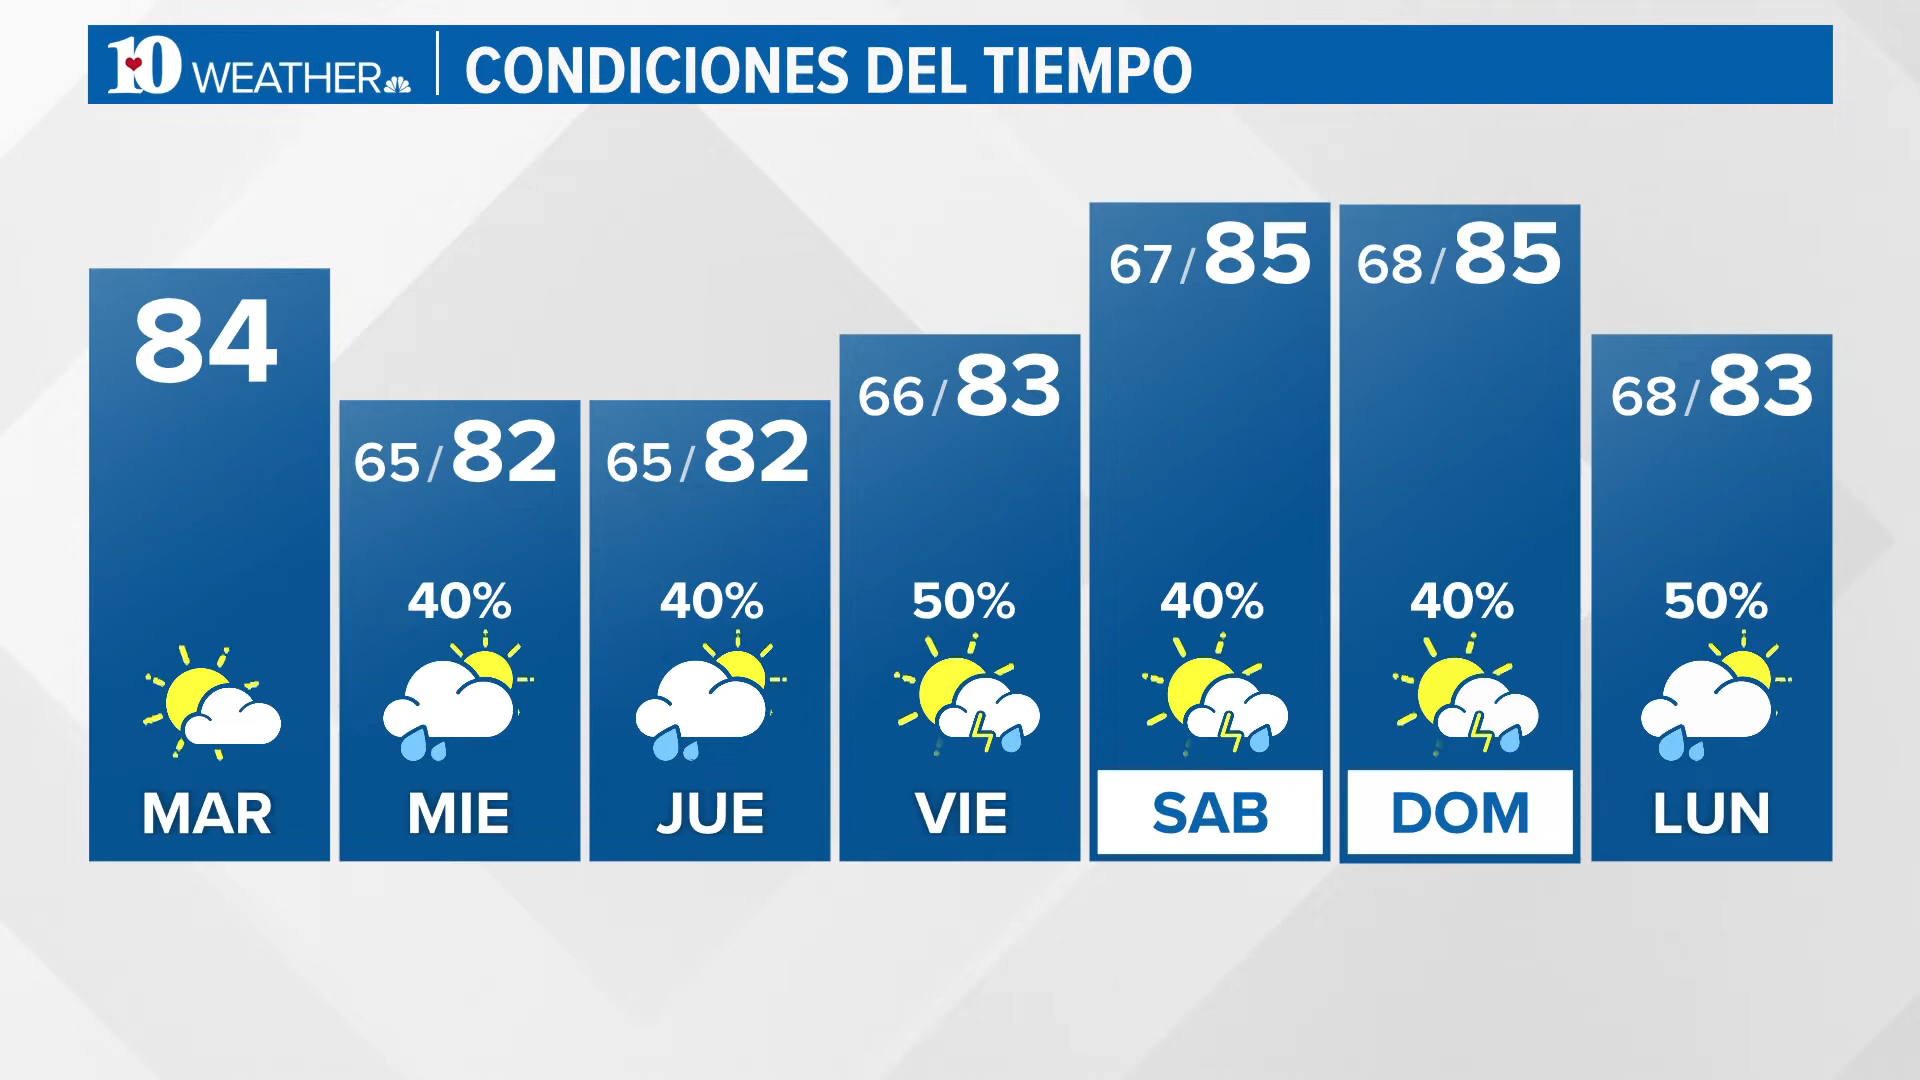 10 WEATHER CONDICIONES DEL TIEMPO
84
MAR
65/82
40%
MIE
65/82
40%
JUE
66/83
50%
VIE
67/85
40%
SAB
68/85
40%
DOM
68/83
50%
LUN